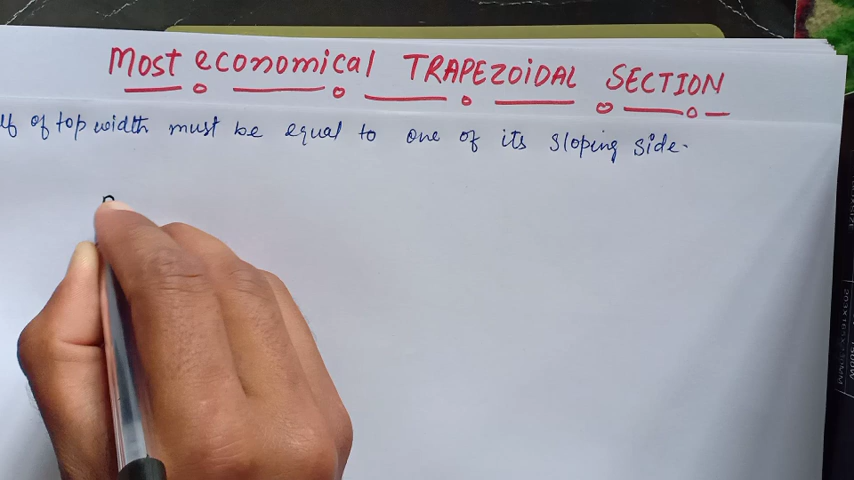 Most economical TRAPEZOIDAL SECTION
of top width must be equal to one of its sloping side.